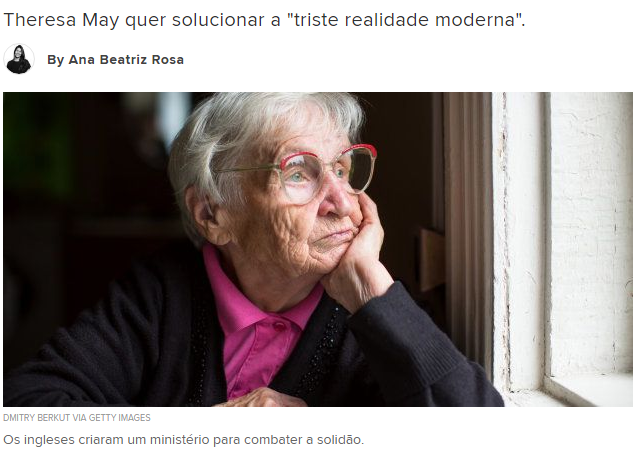 Theresa May quer solucionar a "triste realidade moderna".
By Ana Beatriz Rosa
DMITRY BERKUT VIA GETTY IMAGES
Os ingleses criaram um ministério para combater a solidão.